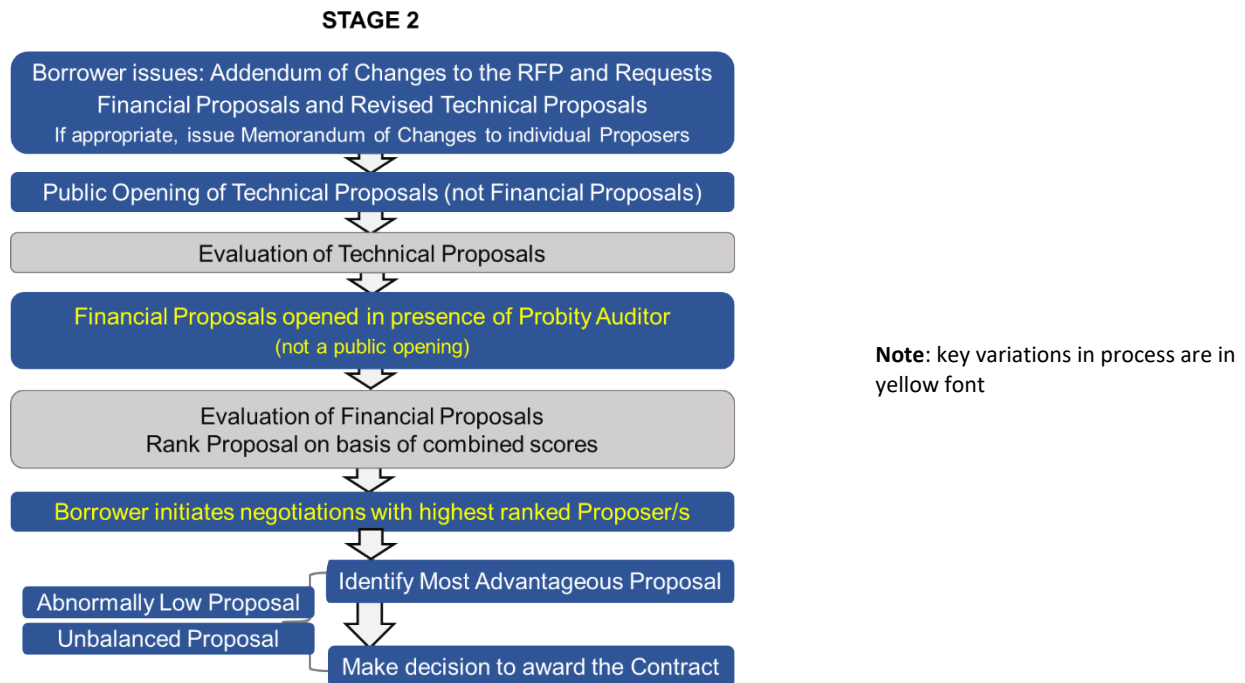 STAGE 2
Borrower issues: Addendum of Changes to the RFP and Requests
Financial Proposals and Revised Technical Proposals
If appropriate, issue Memorandum of Changes to individual Proposers
Public Opening of Technical Proposals (not Financial Proposals)
Evaluation of Technical Proposals
Financial Proposals opened in presence of Probity Auditor
(not a public opening)
Note: key variations in process are in
yellow font
Evaluation of Financial Proposals
Rank Proposal on basis of combined scores
Borrower initiates negotiations with highest ranked Proposer/s
Identify Most Advantageous Proposal
Abnormally Low Proposal
Unbalanced Proposal
Make decision to award the Contract